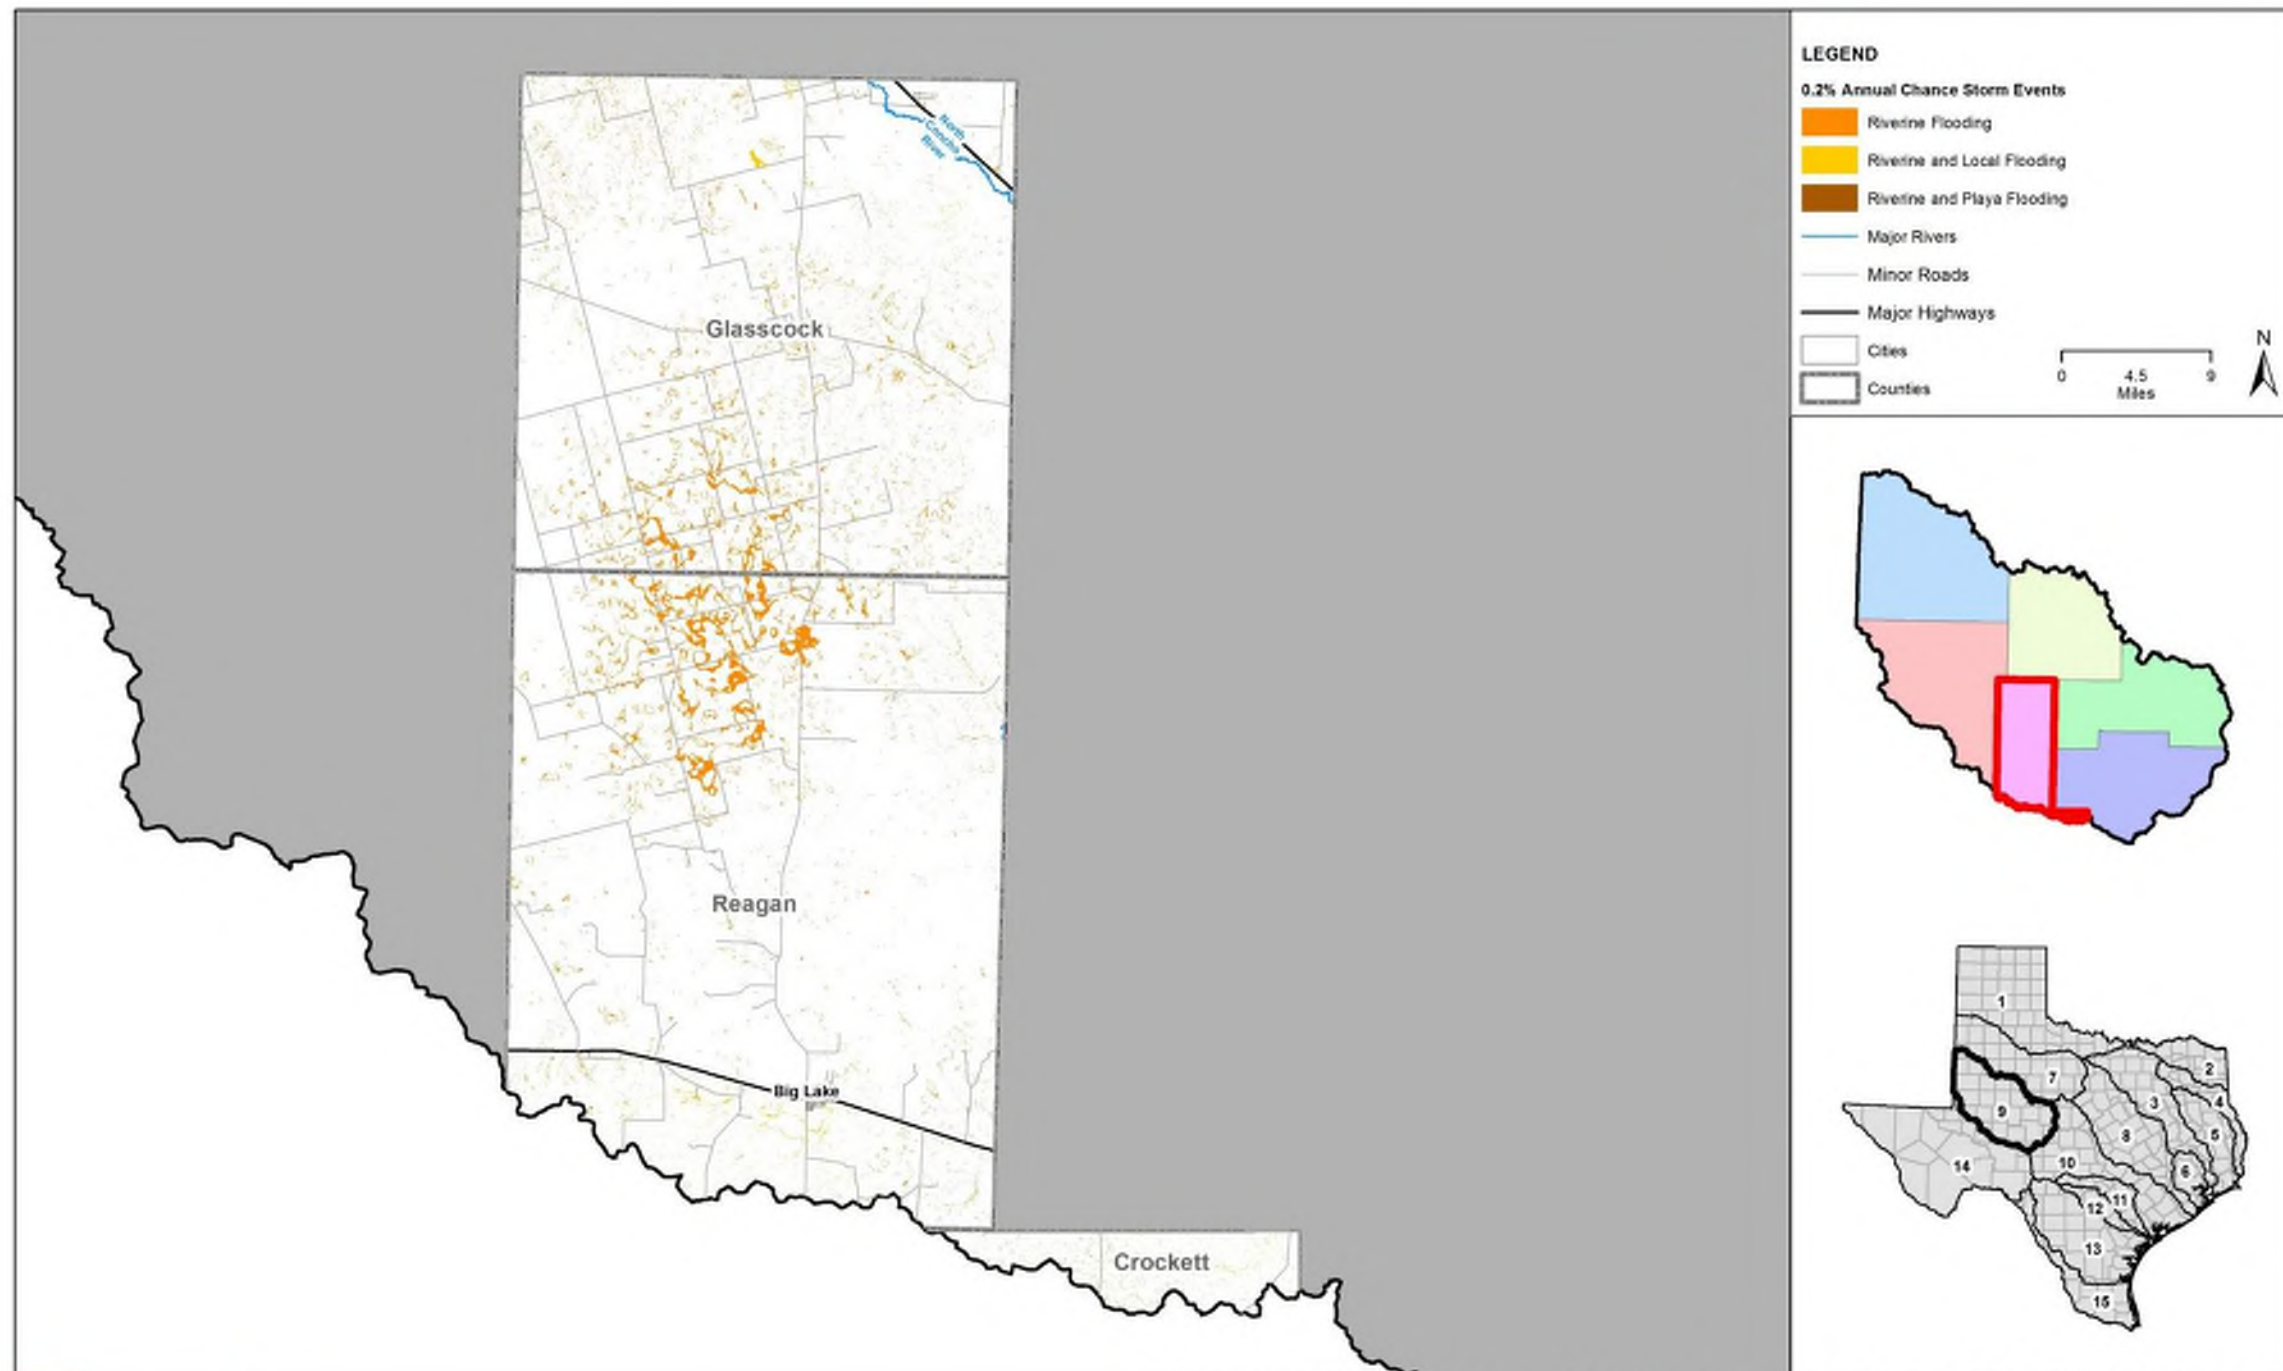 LEGEND
0.2% Annual Chance Storm Events
Riverine Flooding
Riverine and Local Flooding
Riverine and Playa Flooding
Major Rivers
Minor Roads
Major Highways
Cities
Counties
0 4.5 9
Miles
N
North
Concho
River
Glasscock
Reagan
Big Lake
Crockett
1
2
7
3
4
9
8
5
14
10
6
11
12
13
15